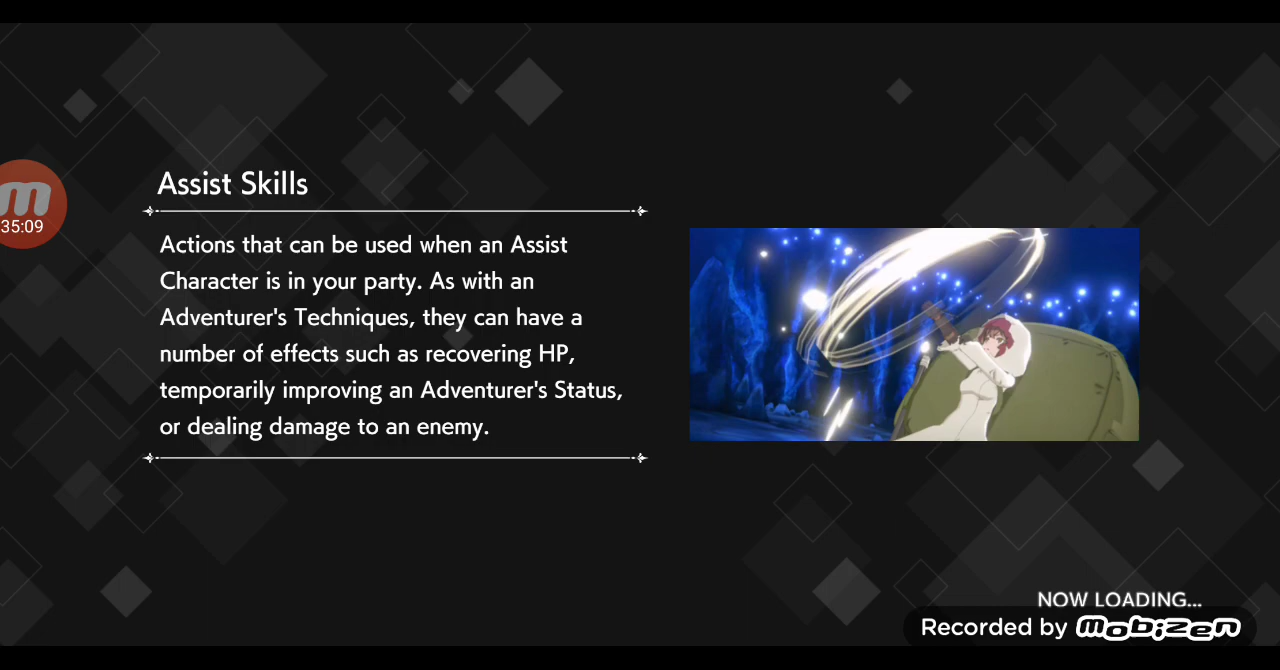 Assist Skills
Actions that can be used when an Assist
Character is in your party. As with an
Adventurer's Techniques, they can have a
number of effects such as recovering HP,
temporarily improving an Adventurer's Status,
or dealing damage to an enemy.
m
35:09
NOW LOADING...
Recorded by mobizen